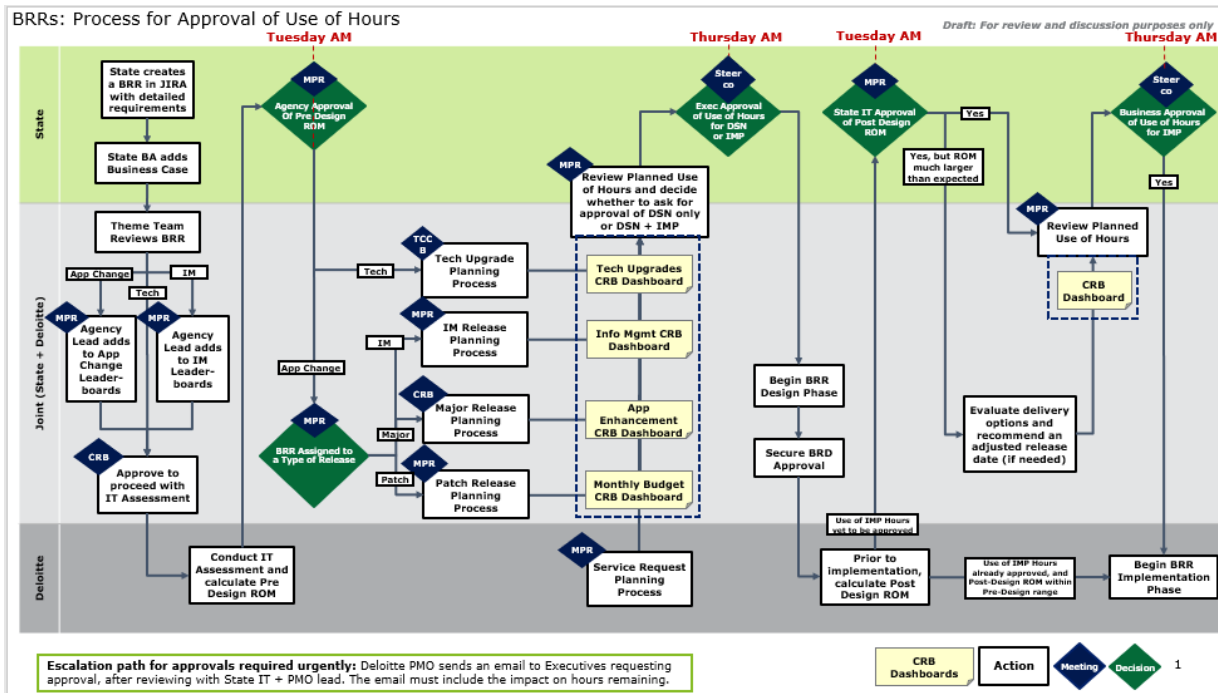 BRRs: Process for Approval of Use of Hours
Draft: For review and discussion purposes only
Tuesday AM
Thursday AM
Tuesday AM
Thursday AM
State
Joint (State + Deloitte)
Deloitte
State creates
a BRR in JIRA
with detailed
requirements
State BA adds
Business Case
Theme Team
Reviews BRR
App Change
IM
Tech
MPR
Agency
Lead adds
to App
Change
Leader-
boards
MPR
Agency
Lead adds
to IM
Leader-
boards
CRB
Approve to
proceed with
IT Assessment
Conduct IT
Assessment and
calculate Pre
Design ROM
MPR
Agency Approval
Of Pre Design
ROM
Tech
App Change
MPR
BRR Assigned to
a Type of Release
IM
Major
Patch
TCC
B
Tech Upgrade
Planning
Process
MPR
IM Release
Planning
Process
CRB
Major Release
Planning
Process
MPR
Patch Release
Planning
Process
MPR
Service Request
Planning
Process
MPR
Review Planned Use
of Hours and decide
whether to ask for
approval of DSN only
or DSN + IMP
Tech Upgrades
CRB Dashboard
Info Mgmt CRB
Dashboard
App
Enhancement
CRB Dashboard
Monthly Budget
CRB Dashboard
Steer
co
Exec Approval
of Use of Hours
for DSN
or IMP
Begin BRR
Design Phase
Secure BRD
Approval
Prior to
implementation,
calculate Post
Design ROM
Use of IMP Hours
yet to be approved
MPR
State IT Approval
of Post Design
ROM
Yes
Yes, but ROM
much larger
than expected
Evaluate delivery
options and
recommend an
adjusted release
date (if needed)
MPR
Review Planned
Use of Hours
CRB
Dashboard
Steer
co
Business Approval
of Use of Hours
for IMP
Yes
Use of IMP Hours
already approved, and
Post-Design ROM within
Pre-Design range
Begin BRR
Implementation
Phase
Escalation path for approvals required urgently: Deloitte PMO sends an email to Executives requesting
approval, after reviewing with State IT + PMO lead. The email must include the impact on hours remaining.
CRB
Dashboards
Action
Meeting
Decision
1